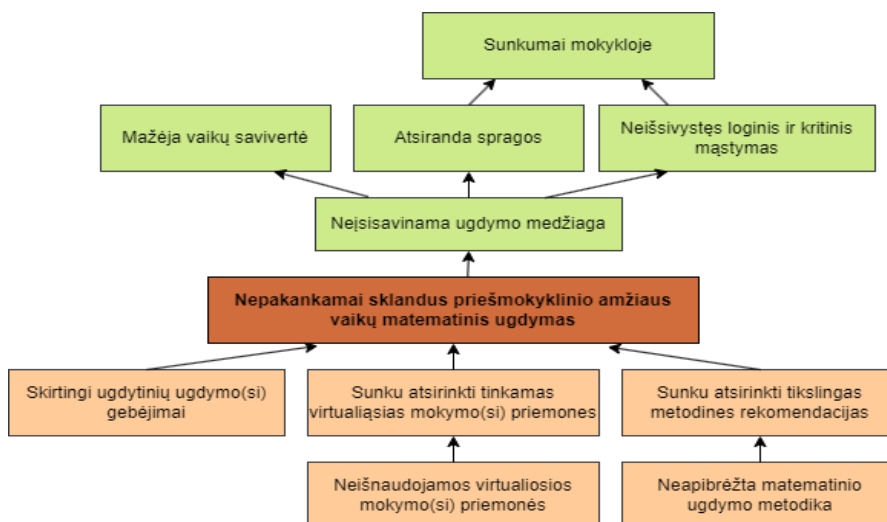 Sunkumai mokykloje
Mažėja vaikų savivertė
Atsiranda spragos
Neišsivystęs loginis ir kritinis
mąstymas
Neįsisavinama ugdymo medžiaga
Nepakankamai sklandus priešmokyklinio amžiaus
vaikų matematinis ugdymas
Skirtingi ugdytinių ugdymo(si)
gebėjimai
Sunku atsirinkti tinkamas
virtualiąsias mokymo(si) priemones
Sunku atsirinkti tikslingas
metodines rekomendacijas
Neišnaudojamos virtualiosios
mokymo(si) priemonės
Neapibrėžta matematinio
ugdymo metodika